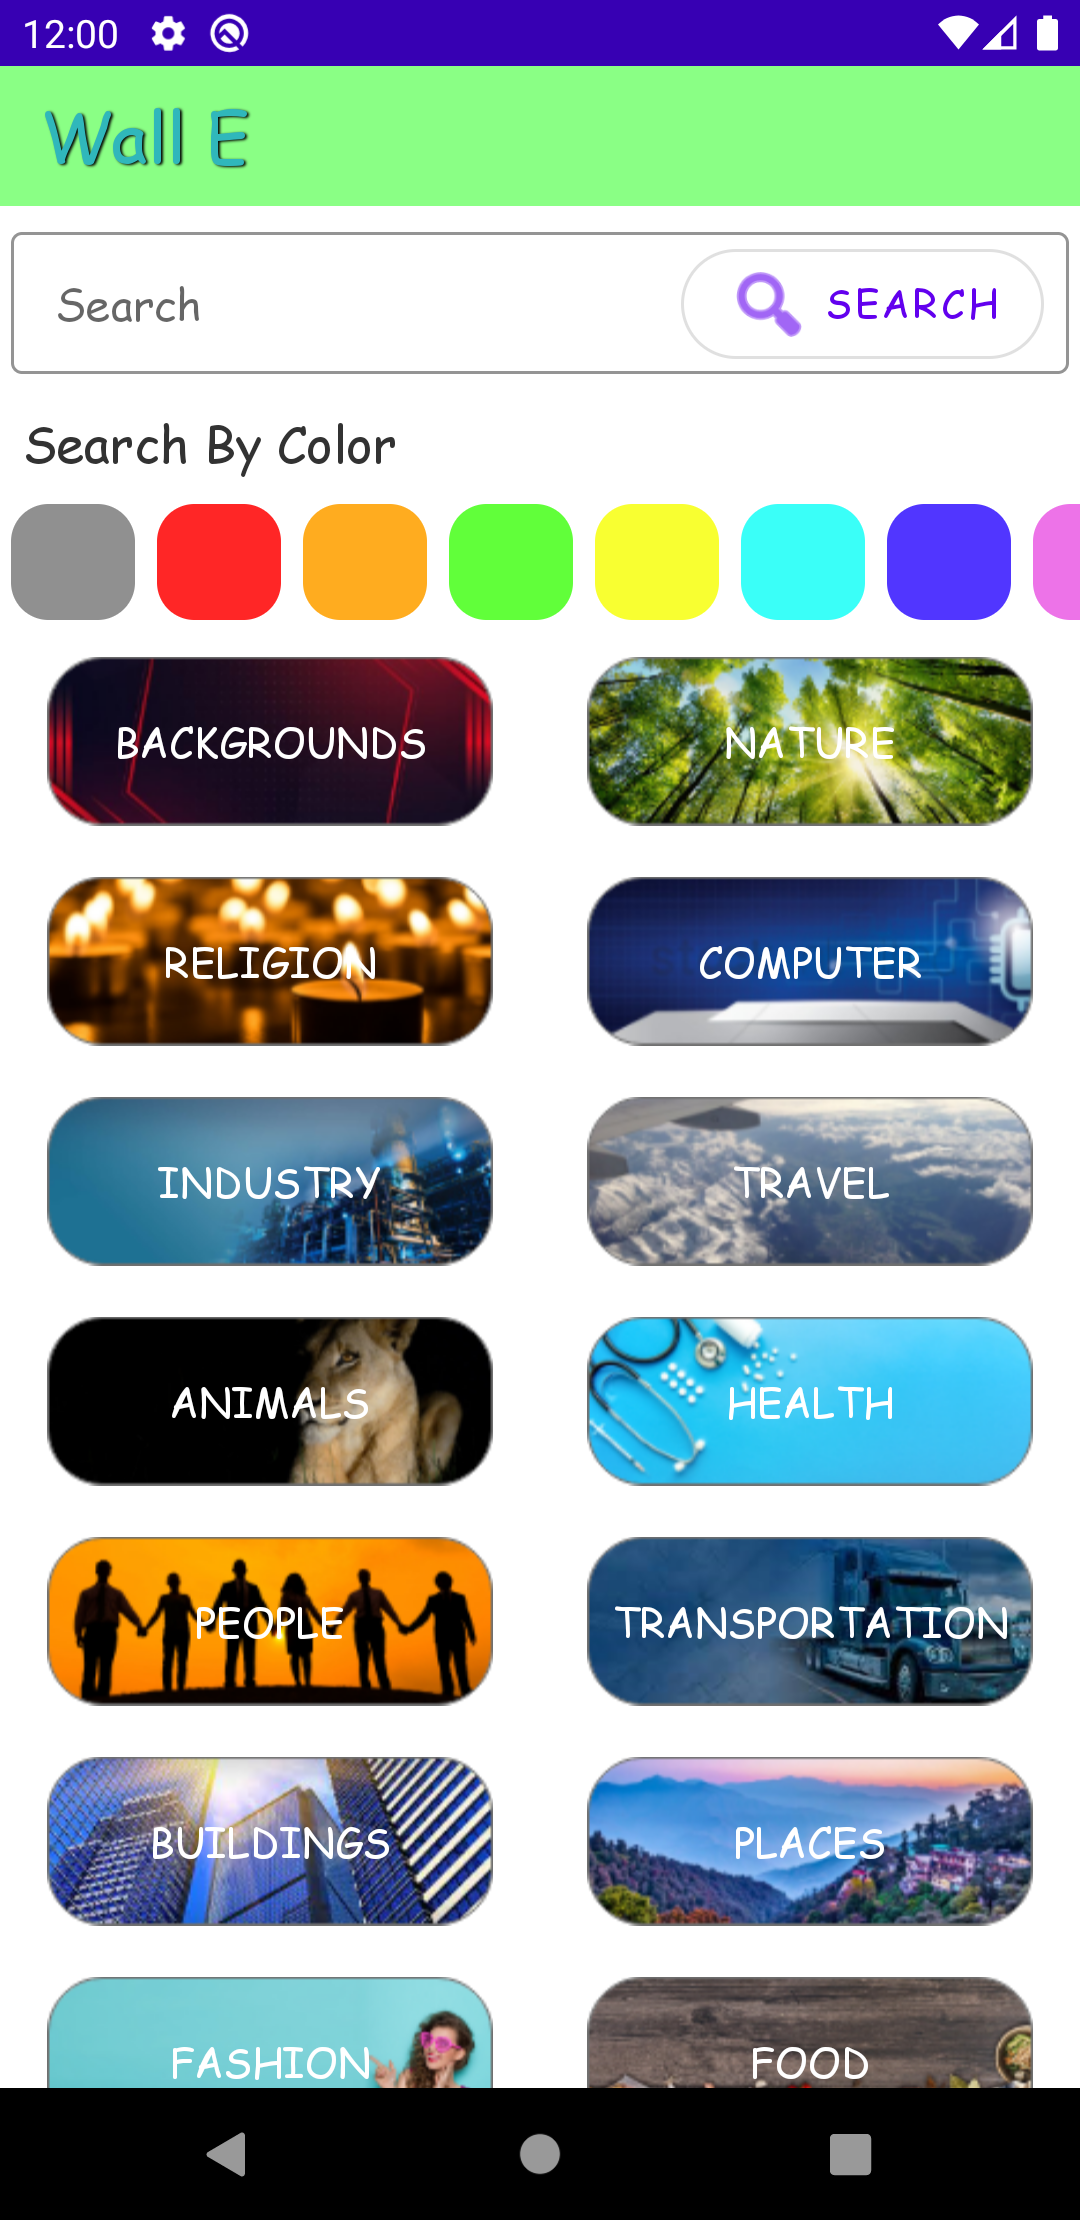 12:00
Wall E
Search
SEARCH
Search By Color
BACKGROUNDS
NATURE
RELIGION
COMPUTER
INDUSTRY
TRAVEL
ANIMALS
HEALTH
PEOPLE
TRANSPORTATION
BUILDINGS
PLACES
FASHION
FOOD